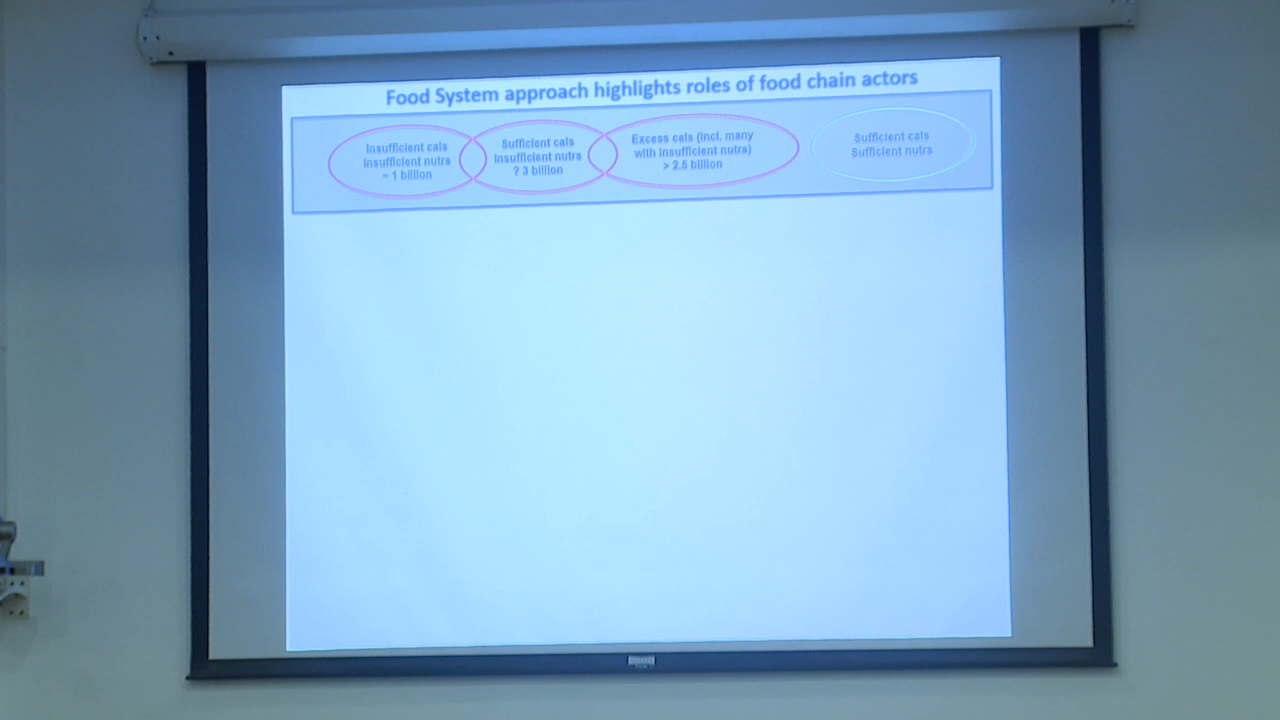 Food System approach highlights roles of food chain actors
Insufficient cals
Insufficient nutrs
~ 1 billion
Sufficient cals
Insufficient nutrs
? 3 billion
Excess cals (incl. many
with insufficient nutrs)
> 2.5 billion
Sufficient cals
Sufficient nutrs